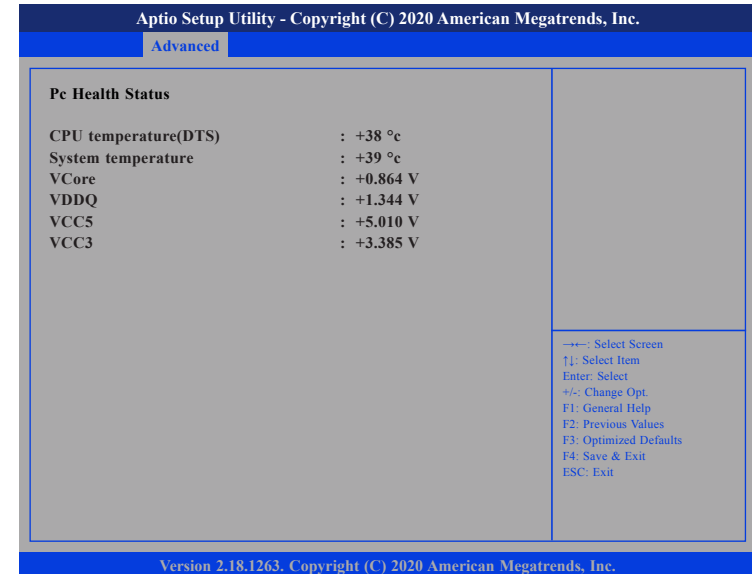 Aptio Setup Utility - Copyright (C) 2020 American Megatrends, Inc.
Advanced
Pc Health Status
CPU temperature(DTS) : +38 °c
System temperature : +39 °c
VCore : +0.864 V
VDDQ : +1.344 V
VCC5 : +5.010 V
VCC3 : +3.385 V
→←: Select Screen
↑↓: Select Item
Enter: Select
+/-: Change Opt.
F1: General Help
F2: Previous Values
F3: Optimized Defaults
F4: Save & Exit
ESC: Exit
Version 2.18.1263. Copyright (C) 2020 American Megatrends, Inc.